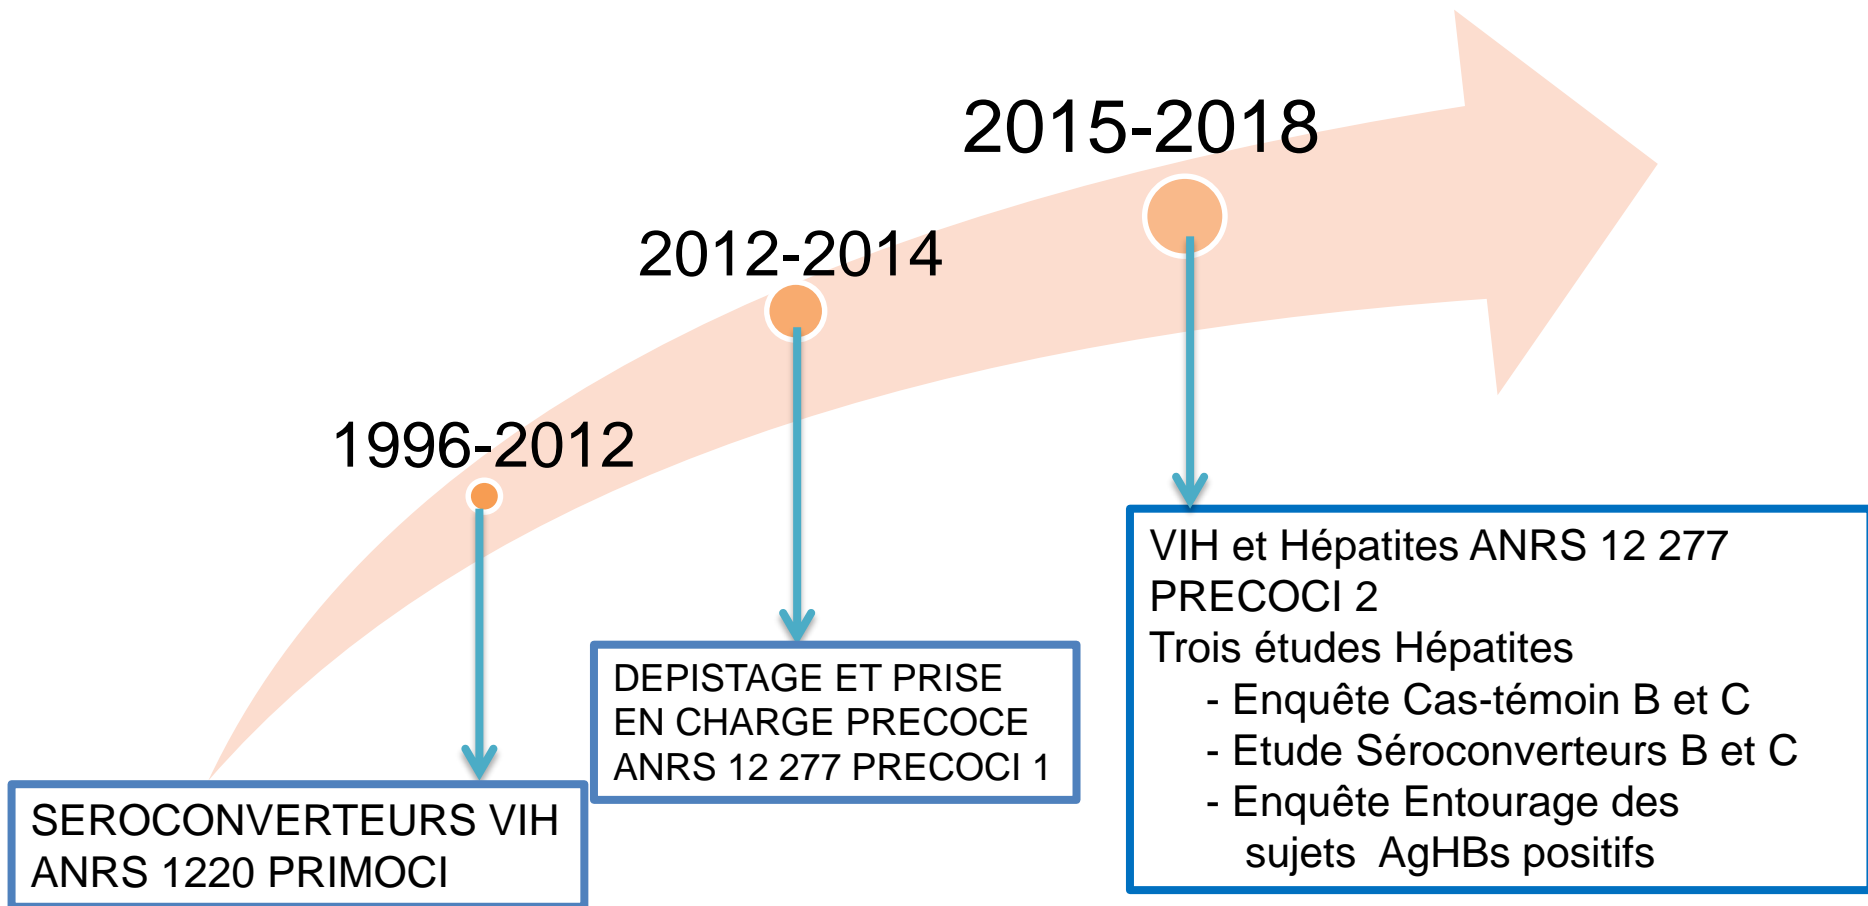 2015-2018
2012-2014
1996-2012
SEROCONVERTEURS VIH
ANRS 1220 PRIMOCI
DEPISTAGE ET PRISE
EN CHARGE PRECOCE
ANRS 12 277 PRECOCI 1
VIH et Hépatites ANRS 12 277
PRECOCI 2
Trois études Hépatites
- Enquête Cas-témoin B et C
- Etude Séroconverteurs B et C
- Enquête Entourage des
sujets AgHBs positifs